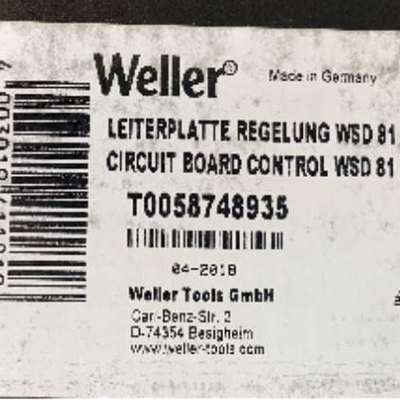 Weller®
Made in Germany
LEITERPLATTE REGELUNG WSD 81
CIRCUIT BOARD CONTROL WSD 81
T0058748935
04-2018
Weller Tools GmbH
Carl-Benz-Str. 2
D-74354 Besigheim
www.weller-tools.com